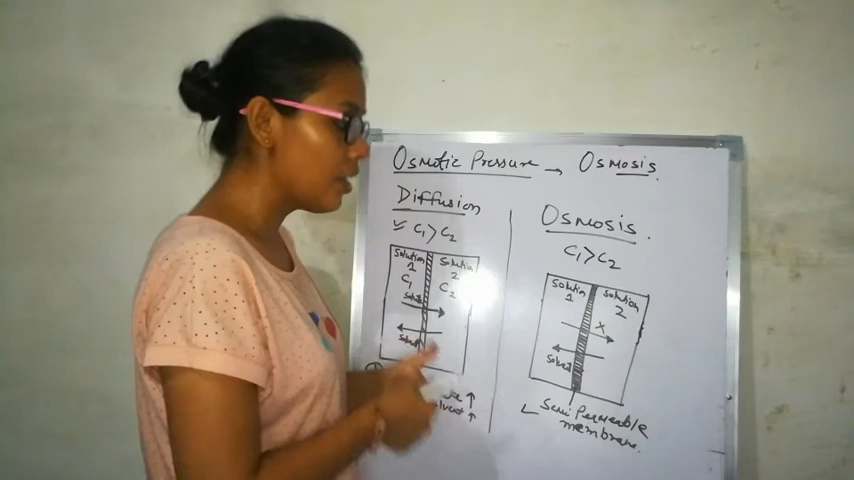 Osmotic Pressure → Osmosis.
Diffusion
C₁ > C₂
Solution Solution
1 2
C₁ C₂
Solute
Solvent
①
↑
↑
Osmosis.
C₁ > C₂
Solution Solution
1 2
X
Solvent
Semi Permeable
membrane.